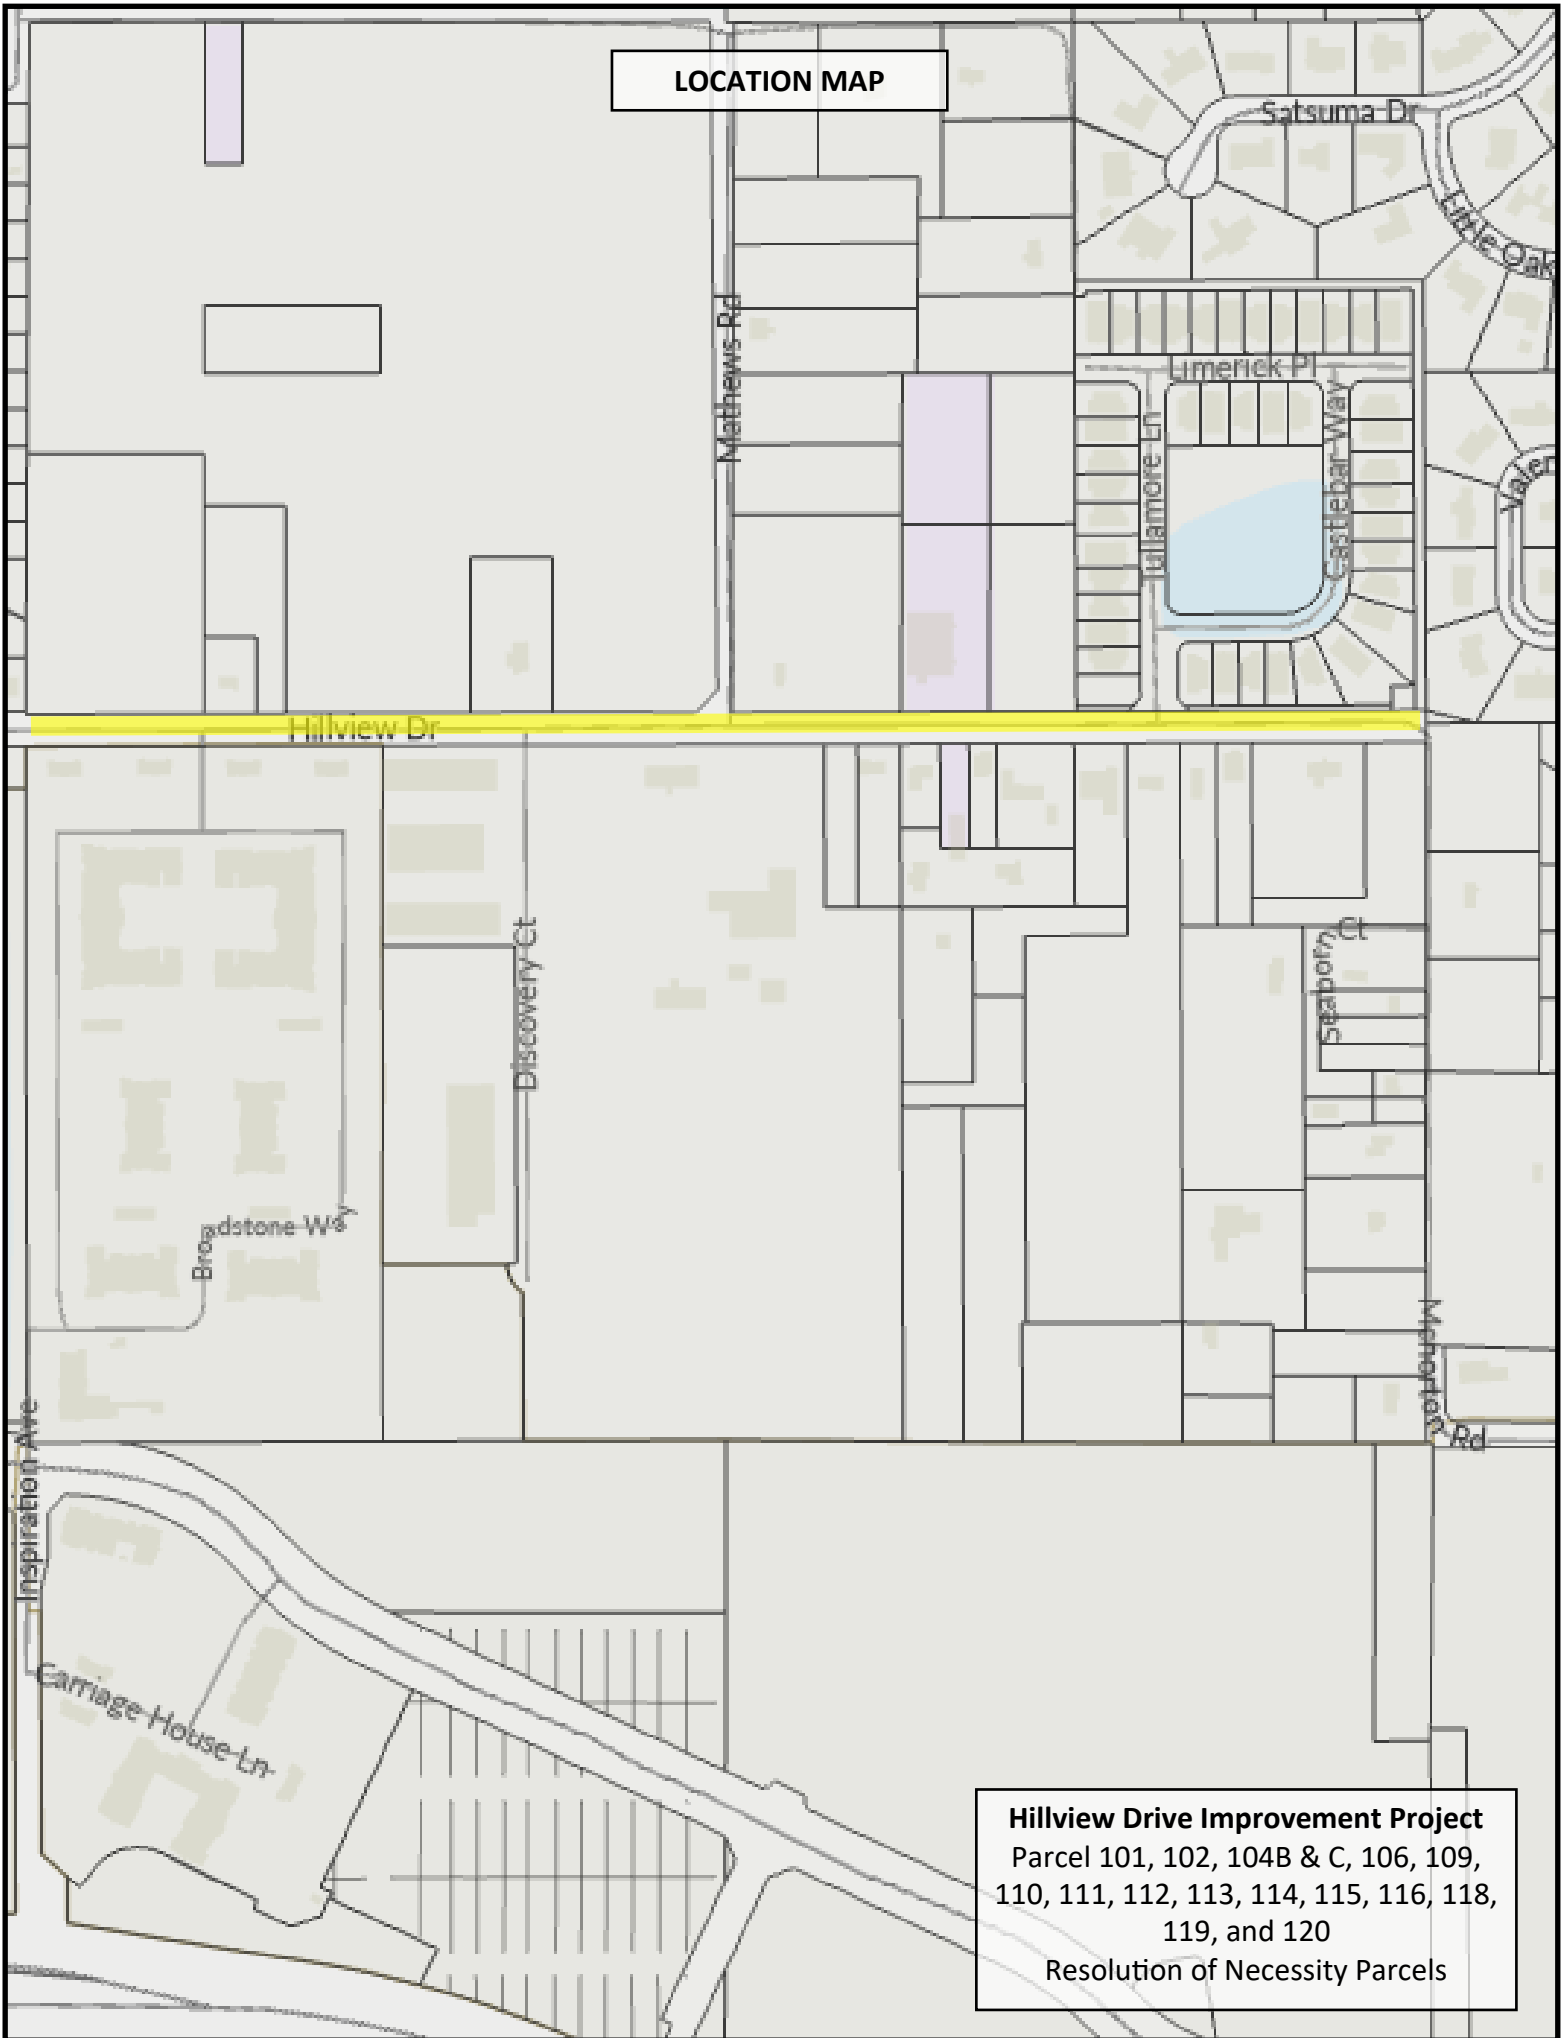 LOCATION MAP
Satsuma Dr
Little Oak
Mathews Rd
Limerick Pl
Tullamore Ln
Castlebar Way
Valen
Hillview Dr
Discovery Ct
Seaborn Ct
Broadstone Way
Inspiration Ave
Rd
Carriage House Ln
Hillview Drive Improvement Project
Parcel 101, 102, 104B & C, 106, 109,
110, 111, 112, 113, 114, 115, 116, 118,
119, and 120
Resolution of Necessity Parcels